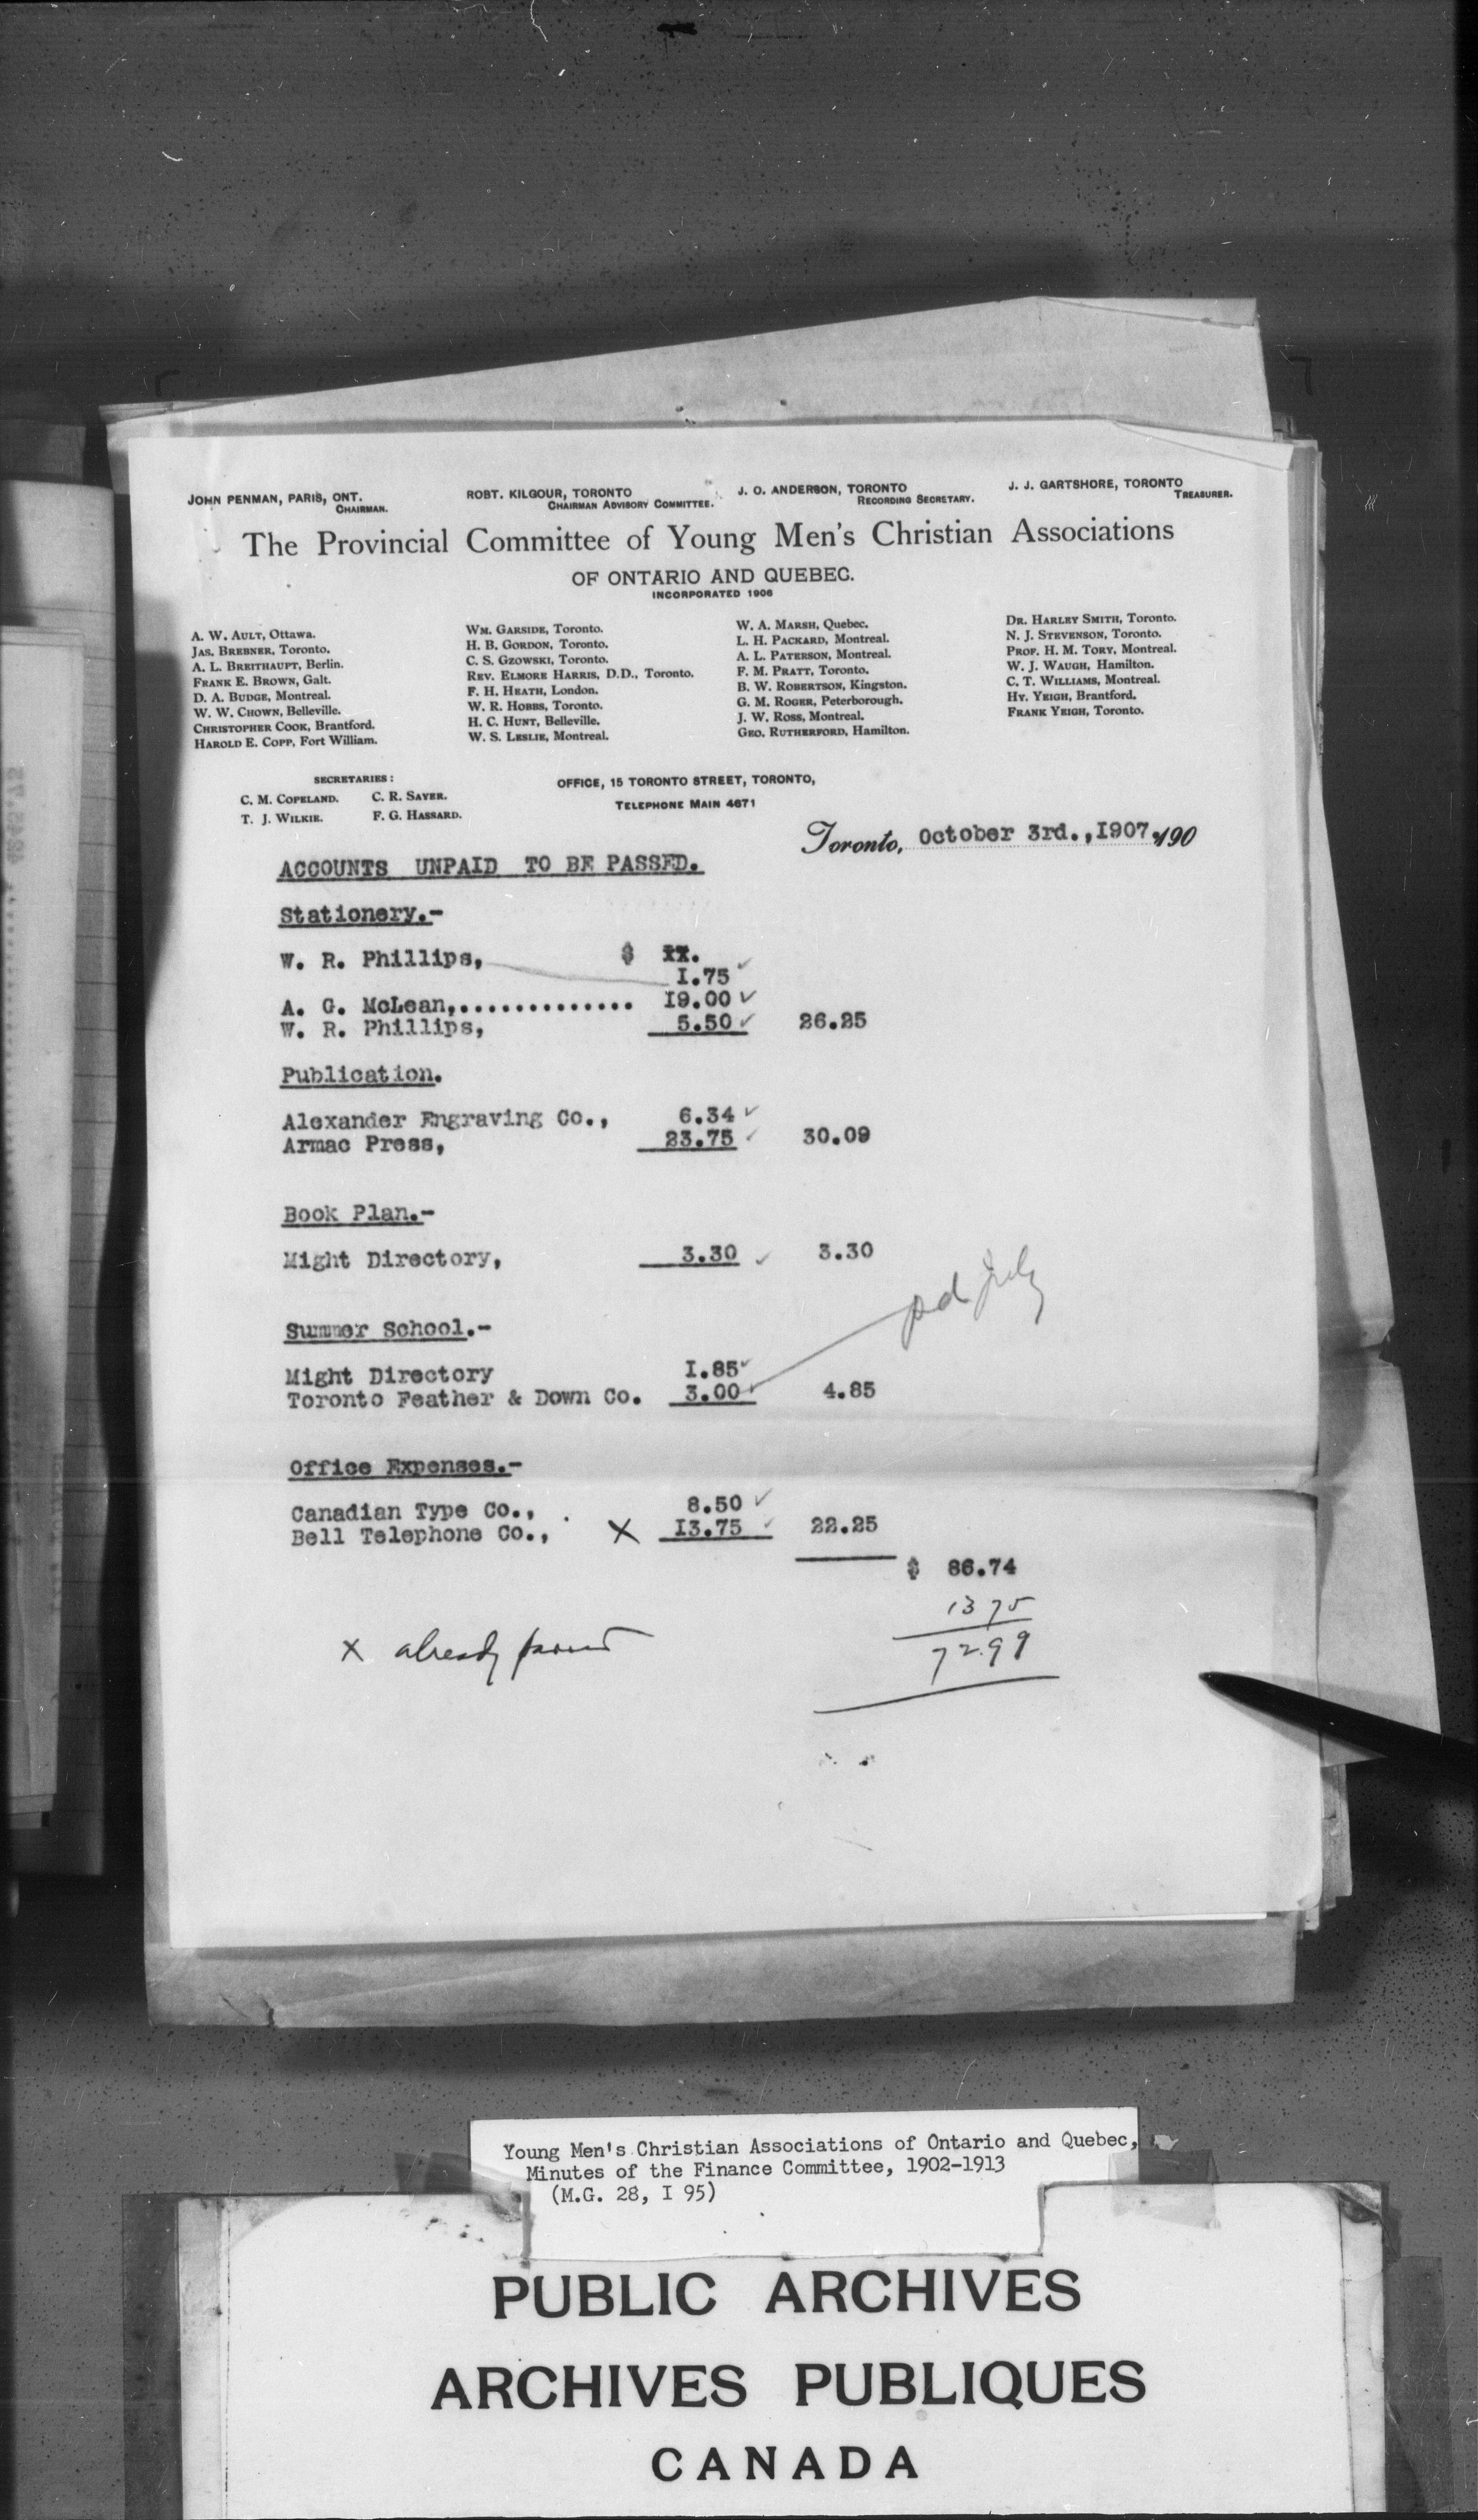 JOHN PENMAN, PARIS, ONT.
CHAIRMAN.
ROBT. KILGOUR, TORONTO
CHAIRMAN ADVISORY COMMITTEE.
J. O. ANDERSON, TORONTO
RECORDING SECRETARY.
J. J. GARTSHORE, TORONTO
TREASURER.
The Provincial Committee of Young Men's Christian Associations
OF ONTARIO AND QUEBEC.
INCORPORATED 1906
A. W. AULT, Ottawa.
JAS. BREBNER, Toronto.
A. L. BREITHAUPT, Berlin.
FRANK E. BROWN, Galt.
D. A. BUDGE, Montreal.
W. W. CHOWN, Belleville.
CHRISTOPHER COOK, Brantford.
HAROLD E. COPP, Fort William.
WM. GARSIDE, Toronto.
H. B. GORDON, Toronto.
C. S. GZOWSKI, Toronto.
REV. ELMORE HARRIS, D.D., Toronto.
F. H. HEATH, London.
W. R. HOBBS, Toronto.
H. C. HUNT, Belleville.
W. S. LESLIE, Montreal.
W. A. MARSH, Quebec.
L. H. PACKARD, Montreal.
A. L. PATERSON, Montreal.
F. M. PRATT, Toronto.
B. W. ROBERTSON, Kingston.
G. M. ROGER, Peterborough.
J. W. ROSS, Montreal.
GEO. RUTHERFORD, Hamilton.
DR. HARLEY SMITH, Toronto.
N. J. STEVENSON, Toronto.
PROF. H. M. TORY, Montreal.
W. J. WAUGH, Hamilton.
C. T. WILLIAMS, Montreal.
HY. YEIGH, Brantford.
FRANK YEIGH, Toronto.
SECRETARIES:
C. M. COPELAND. C. R. SAYER.
T. J. WILKIE. F. G. HASSARD.
OFFICE, 15 TORONTO STREET, TORONTO,
TELEPHONE MAIN 4671
Toronto, October 3rd.,1907. 190
ACCOUNTS UNPAID TO BE PASSED.
Stationery.-
W. R. Phillips, $ XX.
1.75
A. G. McLean,.............. 19.00
W. R. Phillips, 5.50 26.25
Publication.
Alexander Engraving Co., 6.34
Armac Press, 23.75 30.09
Book Plan.-
Might Directory, 3.30 3.30
pd July
Summer School.-
Might Directory 1.85
Toronto Feather & Down Co. 3.00 4.85
Office Expenses.-
Canadian Type Co., 8.50
Bell Telephone Co., X 13.75 22.25
$ 86.74
13 75
72.99
x already passed
Young Men's Christian Associations of Ontario and Quebec,
Minutes of the Finance Committee, 1902-1913
(M.G. 28, I 95)
PUBLIC ARCHIVES
ARCHIVES PUBLIQUES
CANADA